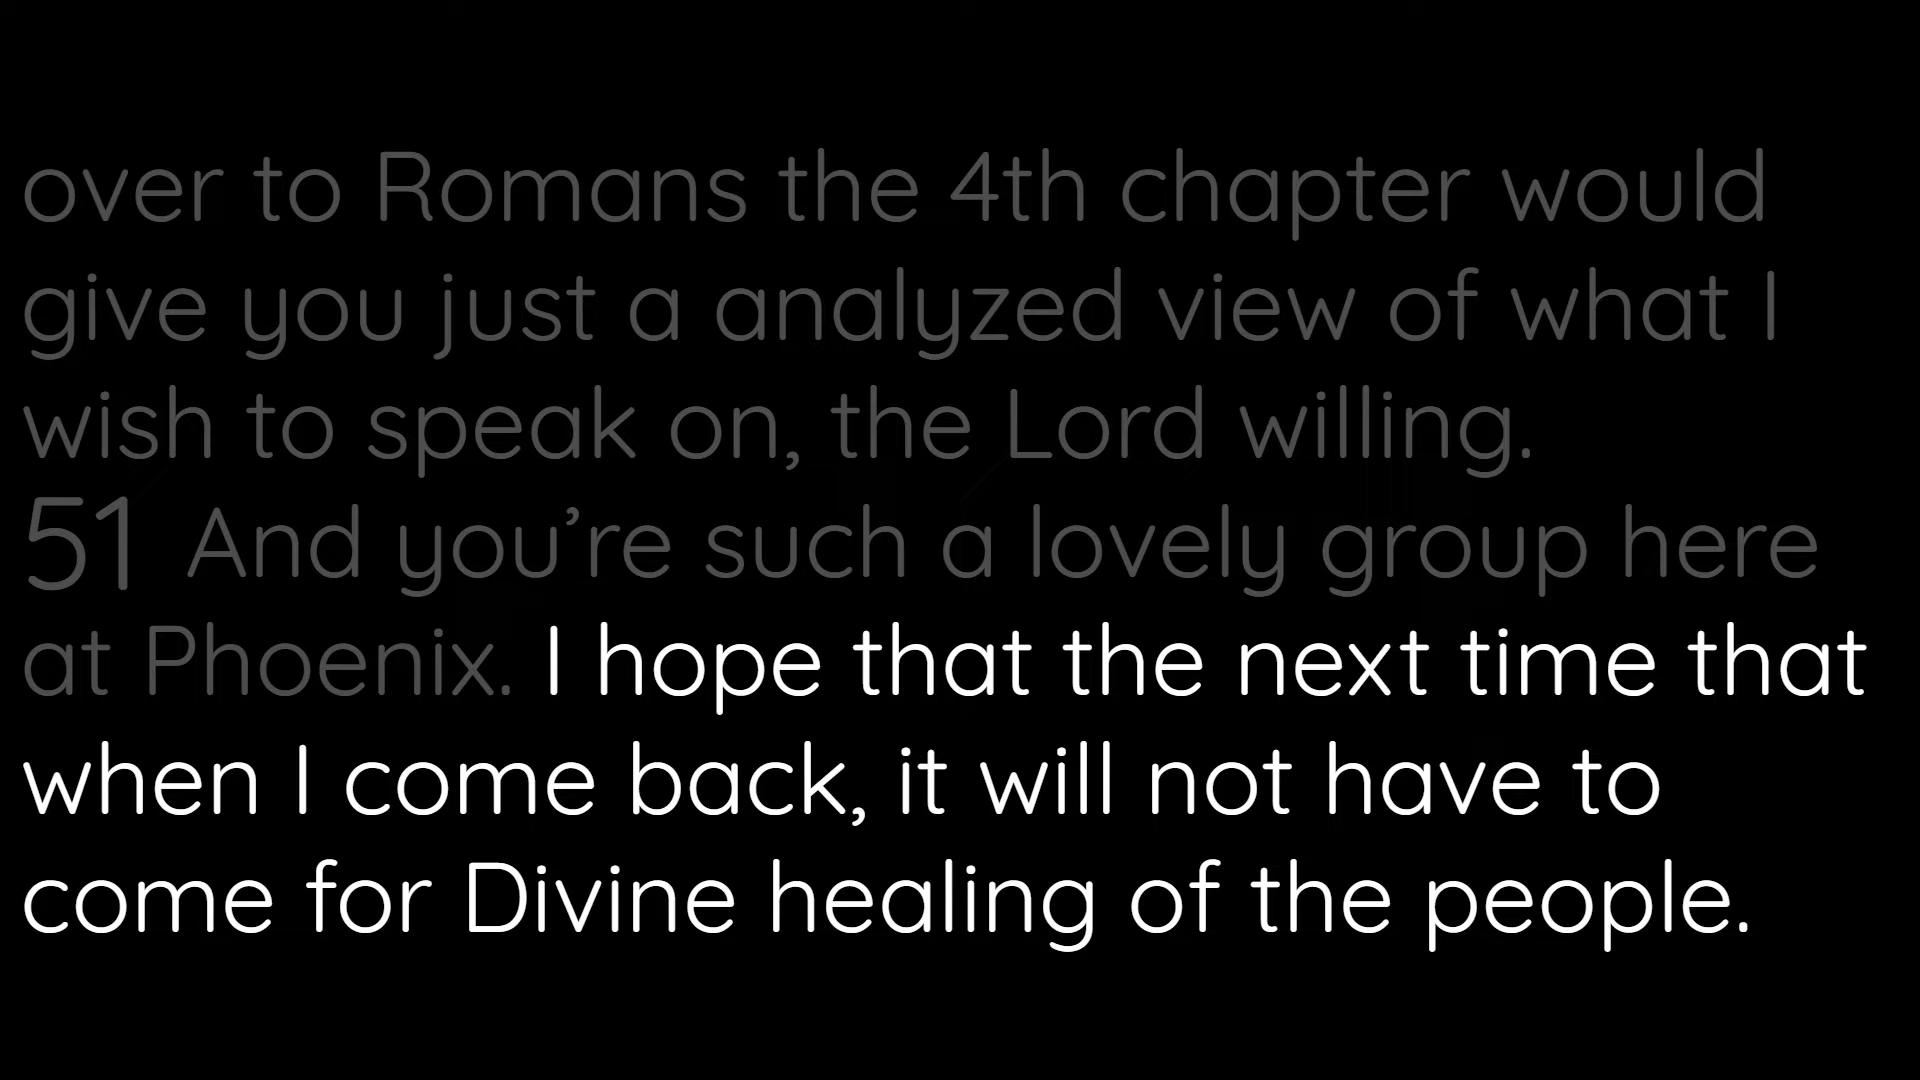 over to Romans the 4th chapter would
give you just a analyzed view of what I
wish to speak on, the Lord willing.
51 And you’re such a lovely group here
at Phoenix. I hope that the next time that
when I come back, it will not have to
come for Divine healing of the people.